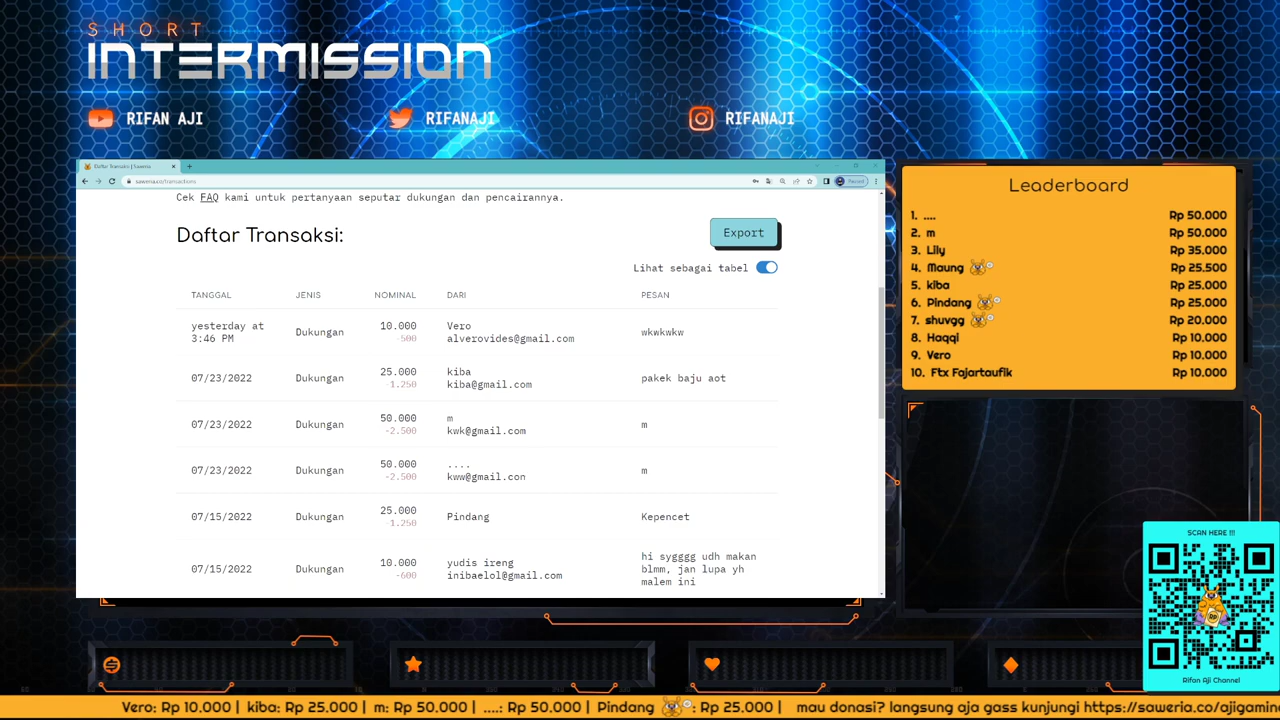 SHORT
INTERMISSION
RIFAN AJI
RIFANAJI
RIFANAJI
Daftar Transaksi | Saweria
saweria.co/transactions
Cek FAQ kami untuk pertanyaan seputar dukungan dan pencairannya.
Daftar Transaksi:
Export
Lihat sebagai tabel
TANGGAL JENIS NOMINAL DARI PESAN
yesterday at 3:46 PM Dukungan 10.000 -500 Vero alverovides@gmail.com wkwkwkw
07/23/2022 Dukungan 25.000 -1.250 kiba kiba@gmail.com pakek baju aot
07/23/2022 Dukungan 50.000 -2.500 m kwk@gmail.com m
07/23/2022 Dukungan 50.000 -2.500 .... kww@gmail.con m
07/15/2022 Dukungan 25.000 -1.250 Pindang Kepencet
07/15/2022 Dukungan 10.000 -600 yudis ireng inibaelol@gmail.com hi sygggg udh makan blmm, jan lupa yh malem ini
Leaderboard
1. .... Rp 50.000
2. m Rp 50.000
3. Lily Rp 35.000
4. Maung Rp 25.500
5. kiba Rp 25.000
6. Pindang Rp 25.000
7. shuvgg Rp 20.000
8. Haqqi Rp 10.000
9. Vero Rp 10.000
10. Ftx Fajartaufik Rp 10.000
SCAN HERE !!!
Rifan Aji Channel
Vero: Rp 10.000 | kiba: Rp 25.000 | m: Rp 50.000 | ....: Rp 50.000 | Pindang : Rp 25.000 | mau donasi? langsung aja gass kunjungi https://saweria.co/ajigamin